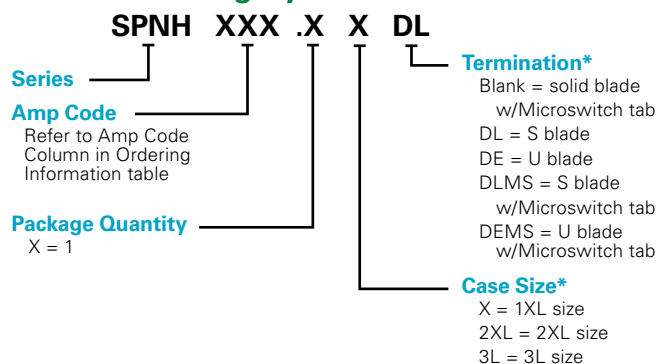 SPNH XXX .X X DL
Series
Amp Code
Refer to Amp Code
Column in Ordering
Information table
Package Quantity
X = 1
Termination*
Blank = solid blade
w/Microswitch tab
DL = S blade
DE = U blade
DLMS = S blade
w/Microswitch tab
DEMS = U blade
w/Microswitch tab
Case Size*
X = 1XL size
2XL = 2XL size
3L = 3L size